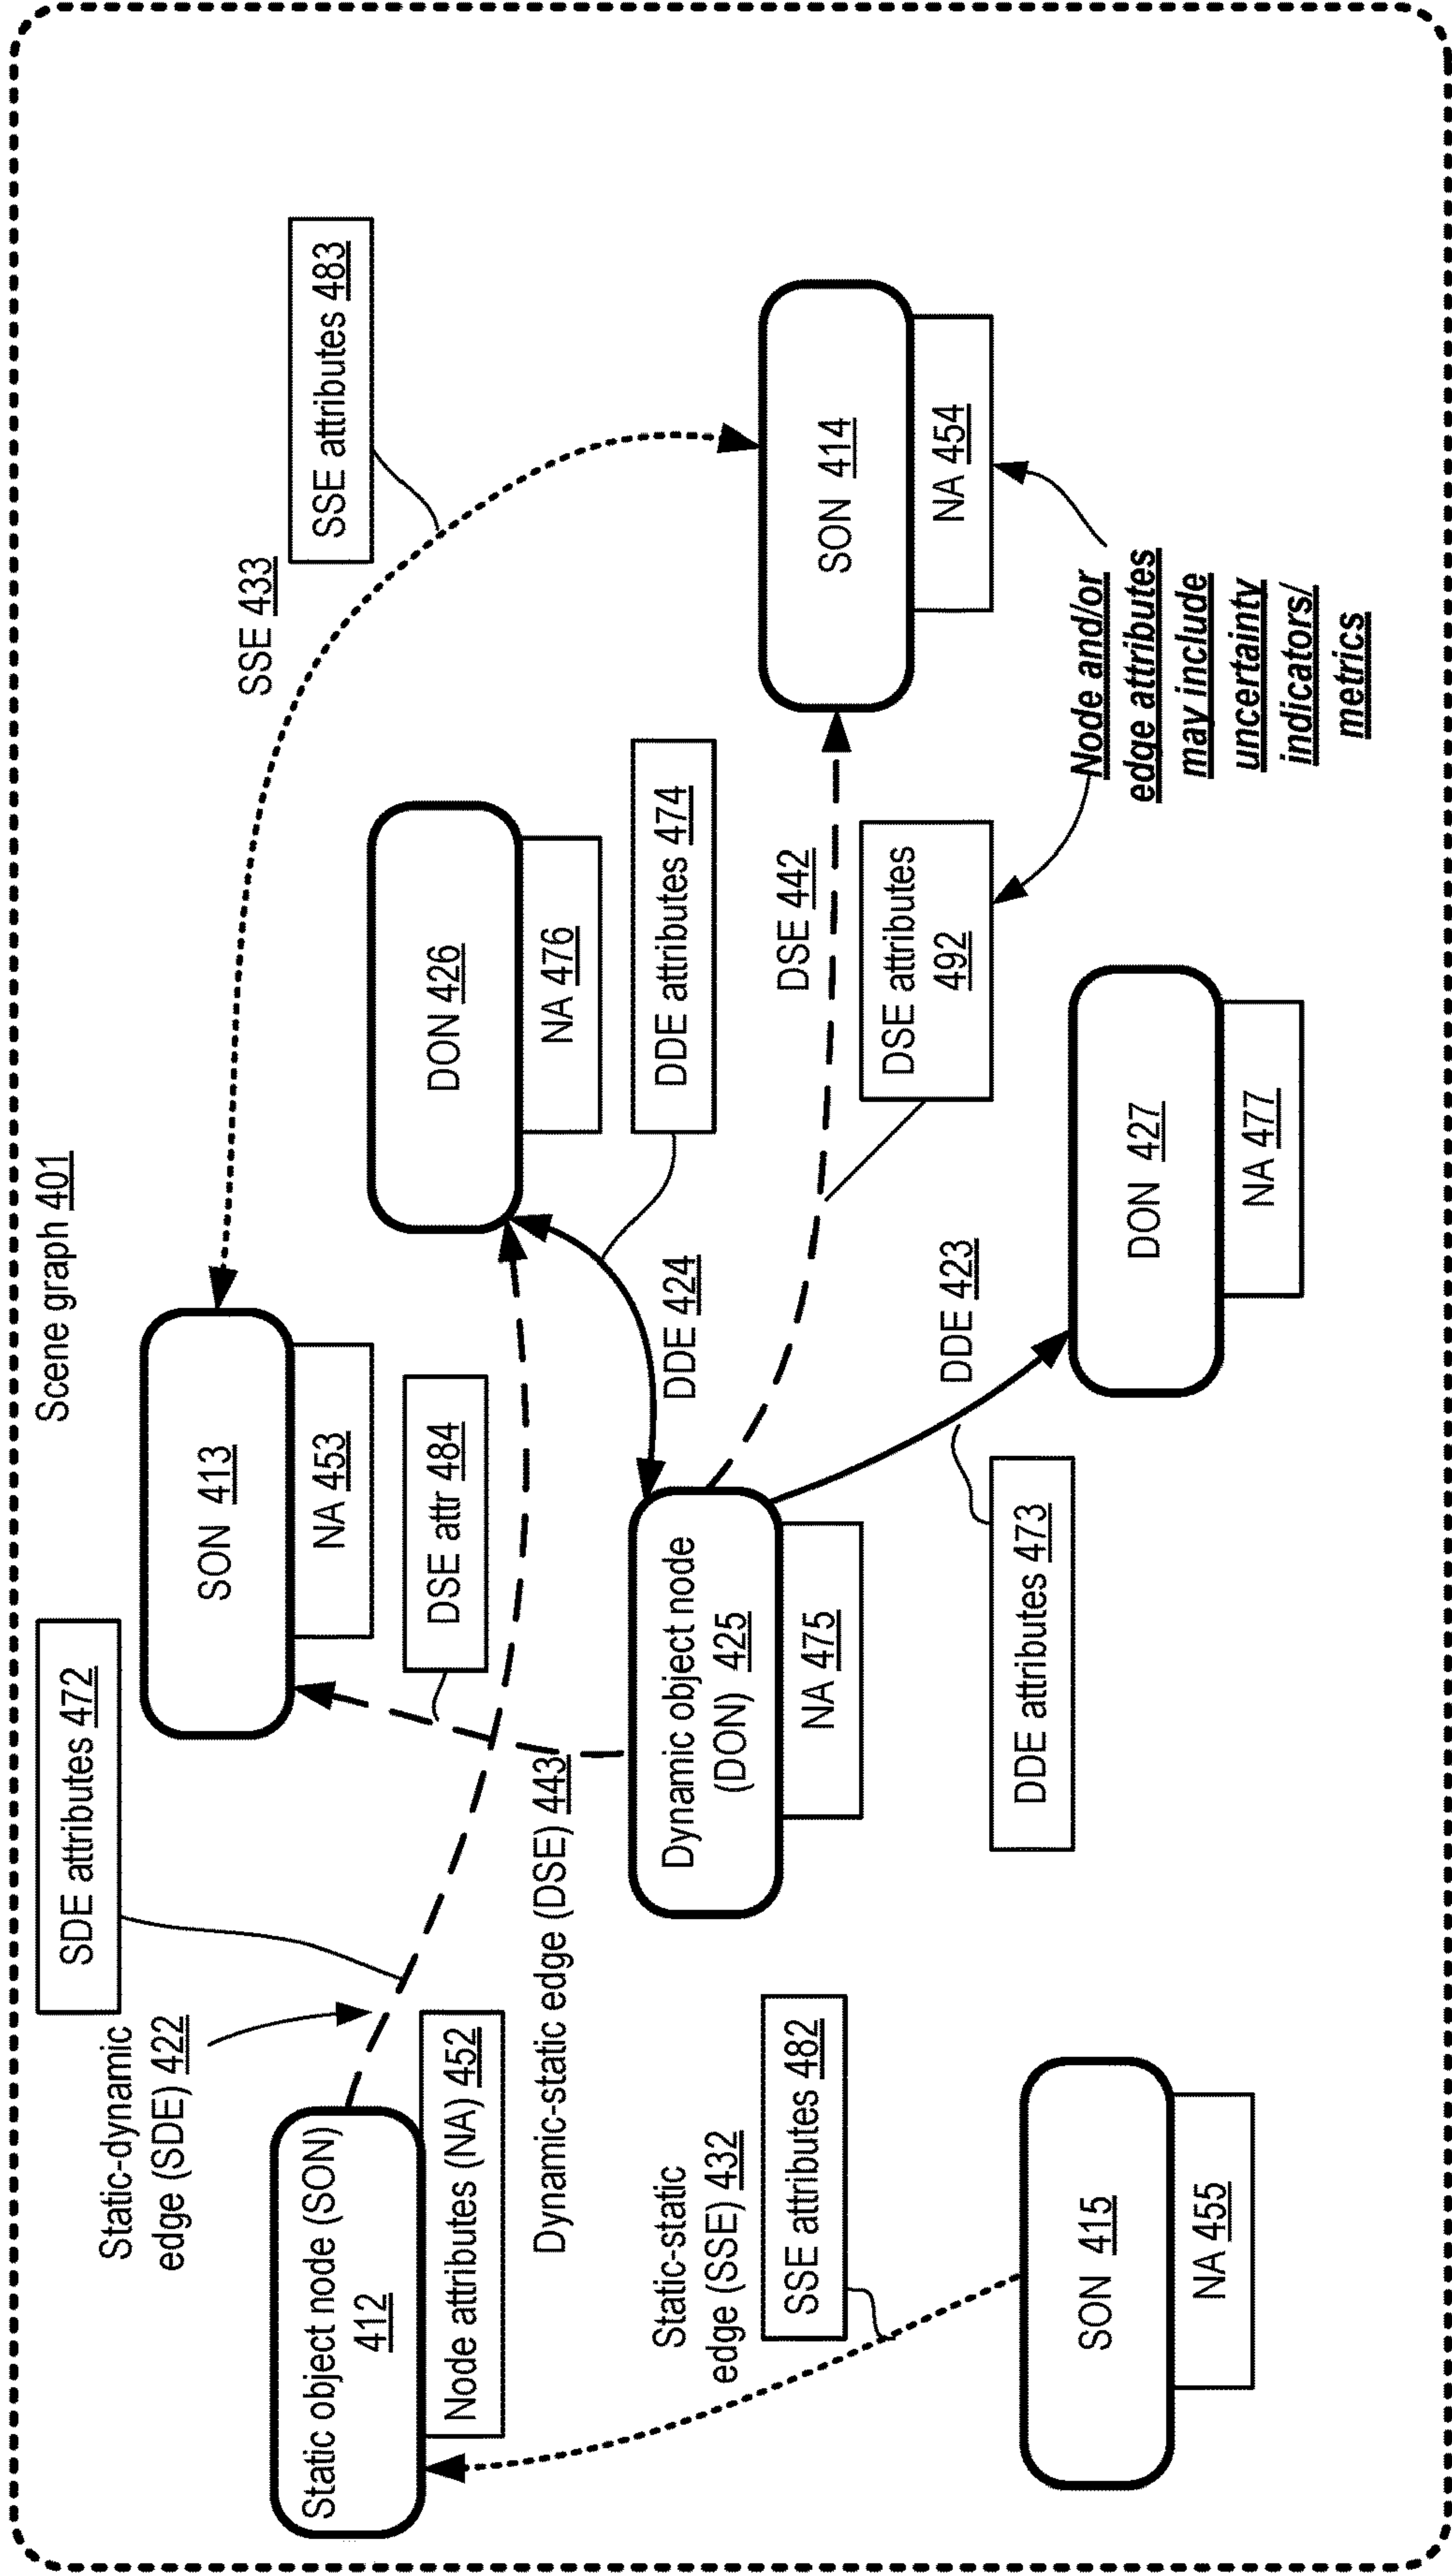 Scene graph 401
SDE attributes 472
Static-dynamic
edge (SDE) 422
SON 413
NA 453
SSE 433
SSE attributes 483
Static object node (SON)
412
Node attributes (NA) 452
DSE attr 484
DON 426
NA 476
Dynamic-static edge (DSE) 443
DDE attributes 474
DDE 424
Static-static
edge (SSE) 432
SSE attributes 482
Dynamic object node
(DON) 425
NA 475
DSE 442
DSE attributes
492
SON 414
NA 454
DDE 423
DDE attributes 473
SON 415
NA 455
DON 427
NA 477
Node and/or
edge attributes
may include
uncertainty
indicators/
metrics